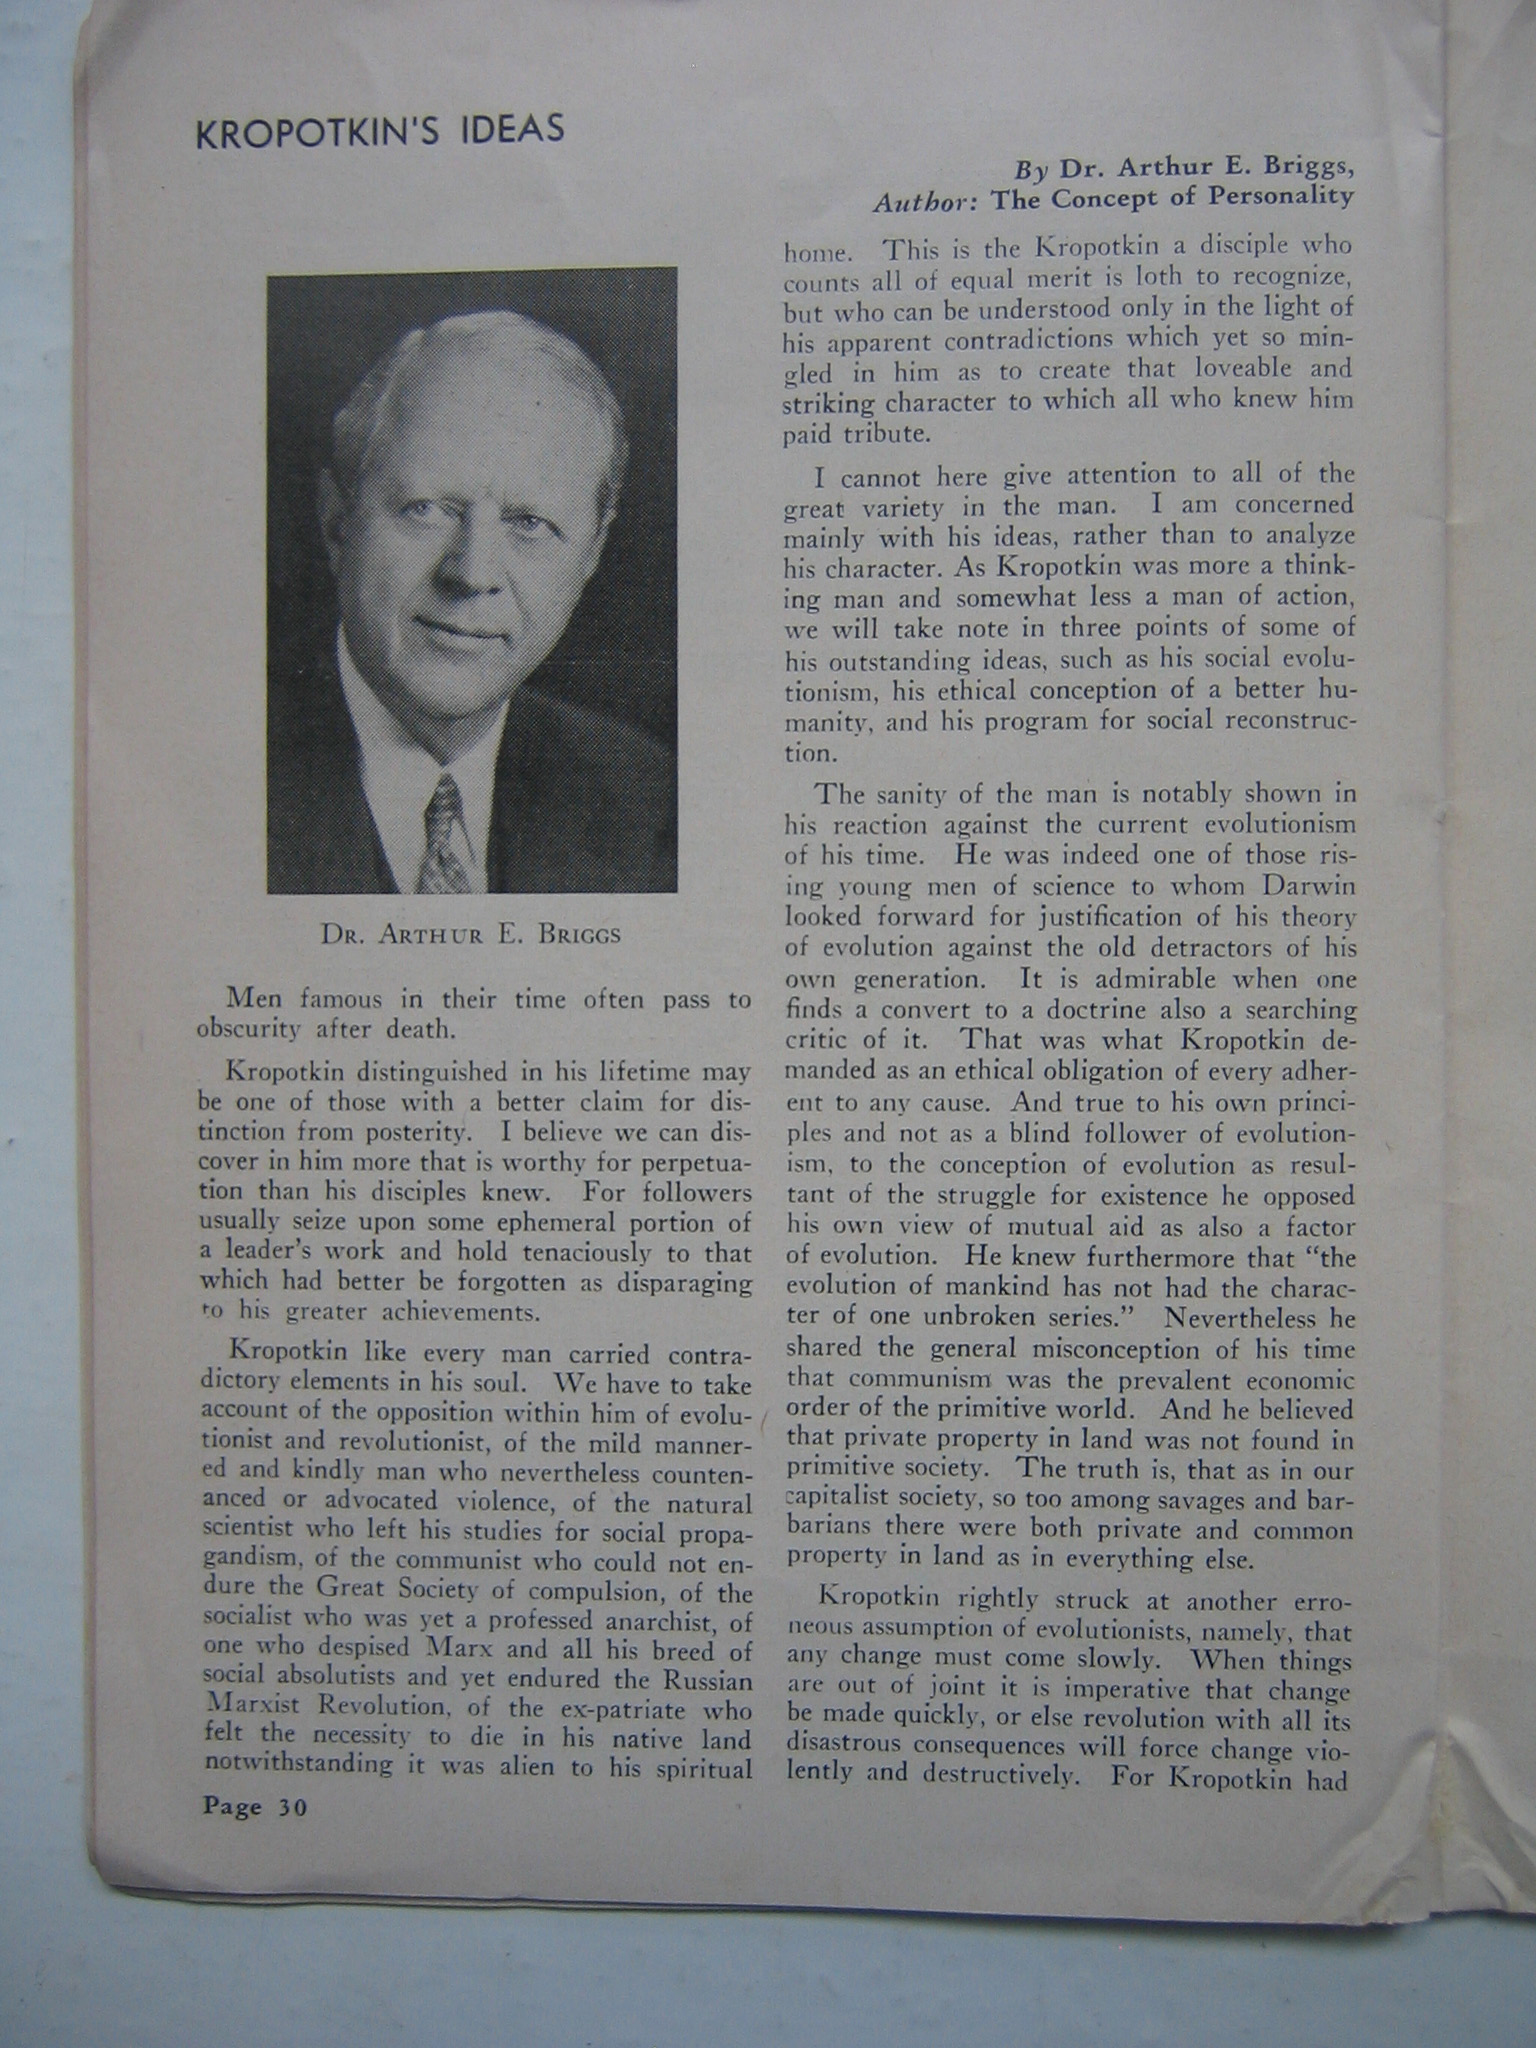 KROPOTKIN'S IDEAS
By Dr. Arthur E. Briggs,
Author: The Concept of Personality
DR. ARTHUR E. BRIGGS
Men famous in their time often pass to
obscurity after death.
Kropotkin distinguished in his lifetime may
be one of those with a better claim for dis-
tinction from posterity. I believe we can dis-
cover in him more that is worthy for perpetua-
tion than his disciples knew. For followers
usually seize upon some ephemeral portion of
a leader's work and hold tenaciously to that
which had better be forgotten as disparaging
to his greater achievements.
Kropotkin like every man carried contra-
dictory elements in his soul. We have to take
account of the opposition within him of evolu-
tionist and revolutionist, of the mild manner-
ed and kindly man who nevertheless counten-
anced or advocated violence, of the natural
scientist who left his studies for social propa-
gandism, of the communist who could not en-
dure the Great Society of compulsion, of the
socialist who was yet a professed anarchist, of
one who despised Marx and all his breed of
social absolutists and yet endured the Russian
Marxist Revolution, of the ex-patriate who
felt the necessity to die in his native land
notwithstanding it was alien to his spiritual
home. This is the Kropotkin a disciple who
counts all of equal merit is loth to recognize,
but who can be understood only in the light of
his apparent contradictions which yet so min-
gled in him as to create that loveable and
striking character to which all who knew him
paid tribute.
I cannot here give attention to all of the
great variety in the man. I am concerned
mainly with his ideas, rather than to analyze
his character. As Kropotkin was more a think-
ing man and somewhat less a man of action,
we will take note in three points of some of
his outstanding ideas, such as his social evolu-
tionism, his ethical conception of a better hu-
manity, and his program for social reconstruc-
tion.
The sanity of the man is notably shown in
his reaction against the current evolutionism
of his time. He was indeed one of those ris-
ing young men of science to whom Darwin
looked forward for justification of his theory
of evolution against the old detractors of his
own generation. It is admirable when one
finds a convert to a doctrine also a searching
critic of it. That was what Kropotkin de-
manded as an ethical obligation of every adher-
ent to any cause. And true to his own princi-
ples and not as a blind follower of evolution-
ism, to the conception of evolution as resul-
tant of the struggle for existence he opposed
his own view of mutual aid as also a factor
of evolution. He knew furthermore that "the
evolution of mankind has not had the charac-
ter of one unbroken series." Nevertheless he
shared the general misconception of his time
that communism was the prevalent economic
order of the primitive world. And he believed
that private property in land was not found in
primitive society. The truth is, that as in our
capitalist society, so too among savages and bar-
barians there were both private and common
property in land as in everything else.
Kropotkin rightly struck at another erro-
neous assumption of evolutionists, namely, that
any change must come slowly. When things
are out of joint it is imperative that change
be made quickly, or else revolution with all its
disastrous consequences will force change vio-
lently and destructively. For Kropotkin had
Page 30